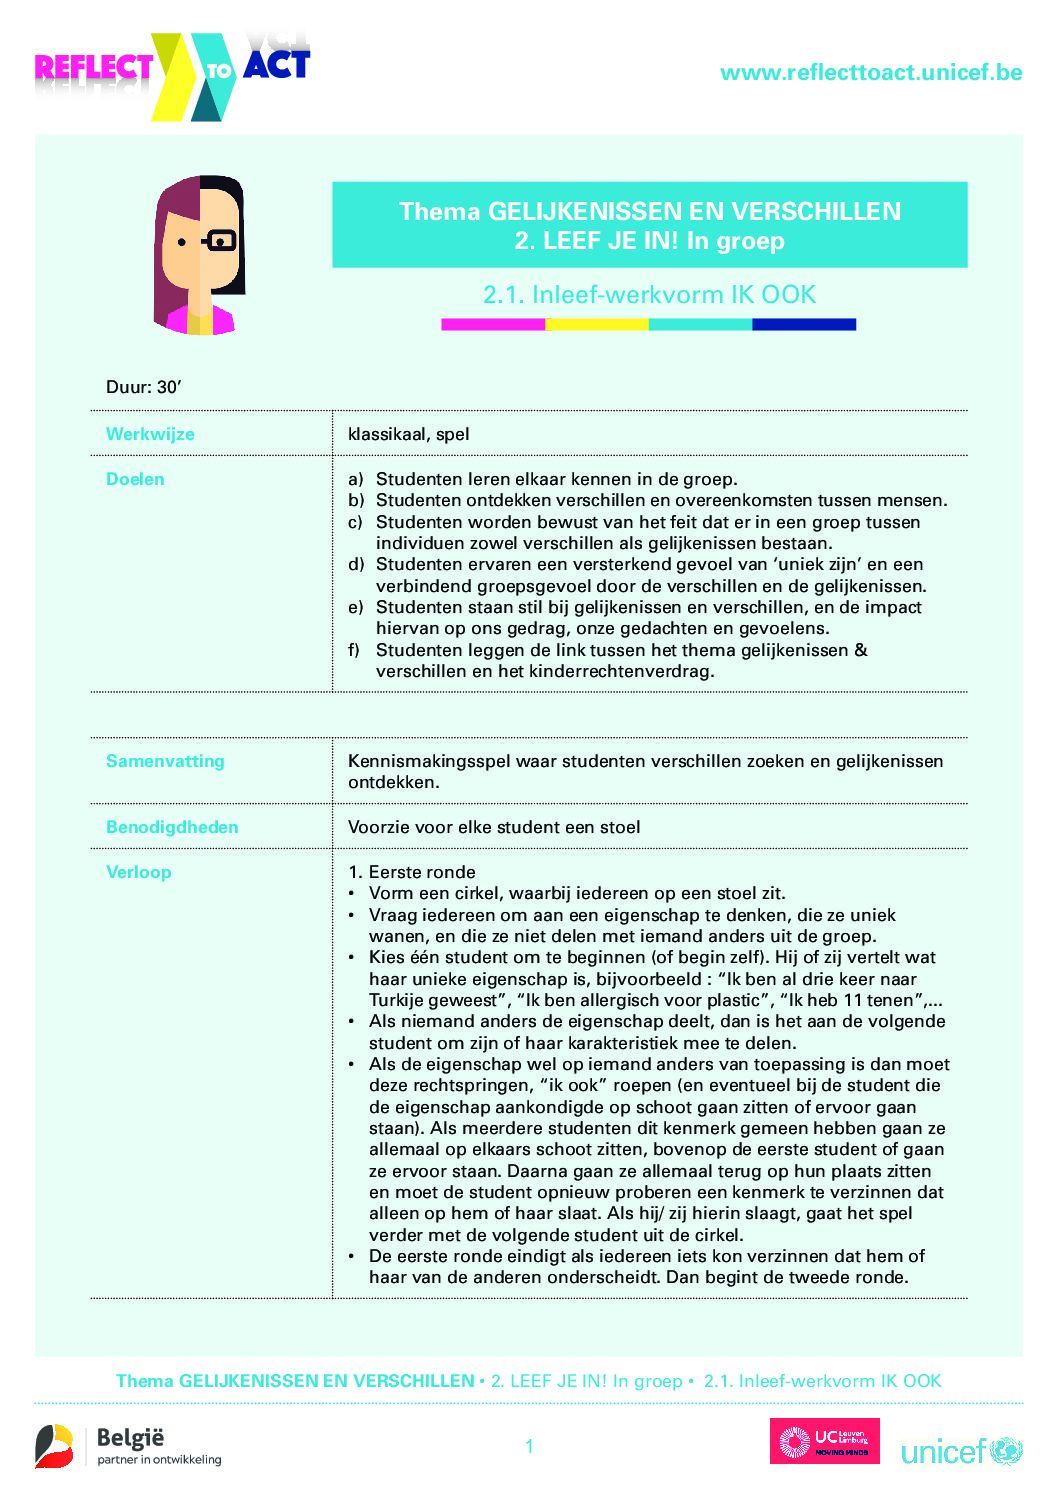 REFLECT TO ACT
www.reflecttoact.unicef.be
Thema GELIJKENISSEN EN VERSCHILLEN
2. LEEF JE IN! In groep
2.1. Inleef-werkvorm IK OOK
Duur: 30’
Werkwijze
klassikaal, spel
Doelen
a) Studenten leren elkaar kennen in de groep.
b) Studenten ontdekken verschillen en overeenkomsten tussen mensen.
c) Studenten worden bewust van het feit dat er in een groep tussen
individuen zowel verschillen als gelijkenissen bestaan.
d) Studenten ervaren een versterkend gevoel van ‘uniek zijn’ en een
verbindend groepsgevoel door de verschillen en de gelijkenissen.
e) Studenten staan stil bij gelijkenissen en verschillen, en de impact
hiervan op ons gedrag, onze gedachten en gevoelens.
f) Studenten leggen de link tussen het thema gelijkenissen &
verschillen en het kinderrechtenverdrag.
Samenvatting
Kennismakingsspel waar studenten verschillen zoeken en gelijkenissen
ontdekken.
Benodigdheden
Voorzie voor elke student een stoel
Verloop
1. Eerste ronde
• Vorm een cirkel, waarbij iedereen op een stoel zit.
• Vraag iedereen om aan een eigenschap te denken, die ze uniek
wanen, en die ze niet delen met iemand anders uit de groep.
• Kies één student om te beginnen (of begin zelf). Hij of zij vertelt wat
haar unieke eigenschap is, bijvoorbeeld : “Ik ben al drie keer naar
Turkije geweest”, “Ik ben allergisch voor plastic”, “Ik heb 11 tenen”,...
• Als niemand anders de eigenschap deelt, dan is het aan de volgende
student om zijn of haar karakteristiek mee te delen.
• Als de eigenschap wel op iemand anders van toepassing is dan moet
deze rechtspringen, “ik ook” roepen (en eventueel bij de student die
de eigenschap aankondigde op schoot gaan zitten of ervoor gaan
staan). Als meerdere studenten dit kenmerk gemeen hebben gaan ze
allemaal op elkaars schoot zitten, bovenop de eerste student of gaan
ze ervoor staan. Daarna gaan ze allemaal terug op hun plaats zitten
en moet de student opnieuw proberen een kenmerk te verzinnen dat
alleen op hem of haar slaat. Als hij/ zij hierin slaagt, gaat het spel
verder met de volgende student uit de cirkel.
• De eerste ronde eindigt als iedereen iets kon verzinnen dat hem of
haar van de anderen onderscheidt. Dan begint de tweede ronde.
Thema GELIJKENISSEN EN VERSCHILLEN • 2. LEEF JE IN! In groep • 2.1. Inleef-werkvorm IK OOK
België
partner in ontwikkeling
1
UC Leuven
Limburg
MOVING MINDS
unicef